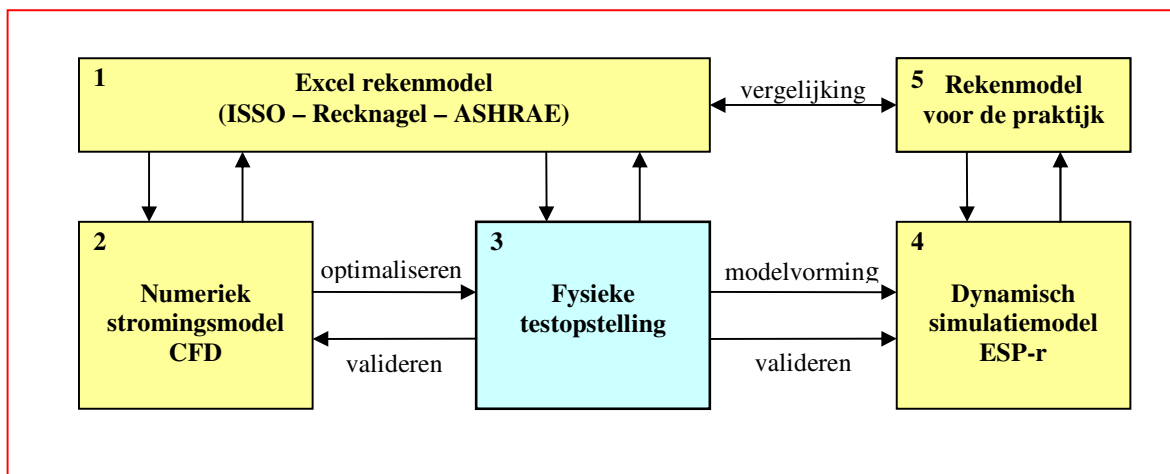 1
Excel rekenmodel
(ISSO – Recknagel – ASHRAE)
vergelijking
5
Rekenmodel
voor de praktijk
2
Numeriek
stromingsmodel
CFD
optimaliseren
valideren
3
Fysieke
testopstelling
modelvorming
valideren
4
Dynamisch
simulatiemodel
ESP-r